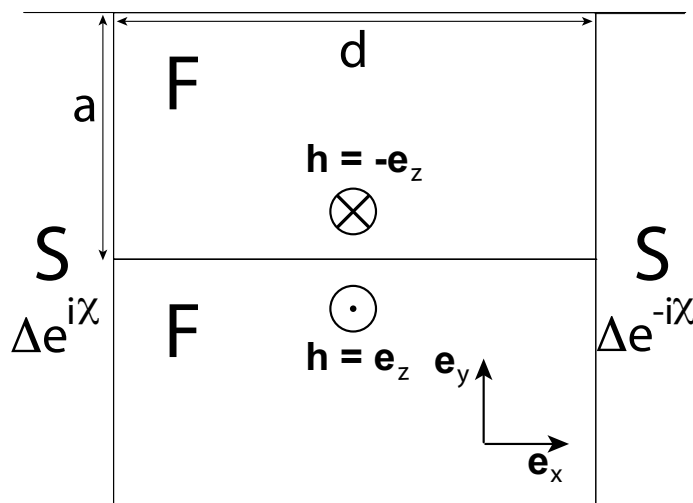 d
F
a
h = -e_z
S
S
Δe^{iχ}
F
Δe^{-iχ}
h = e_z
e_y
e_x